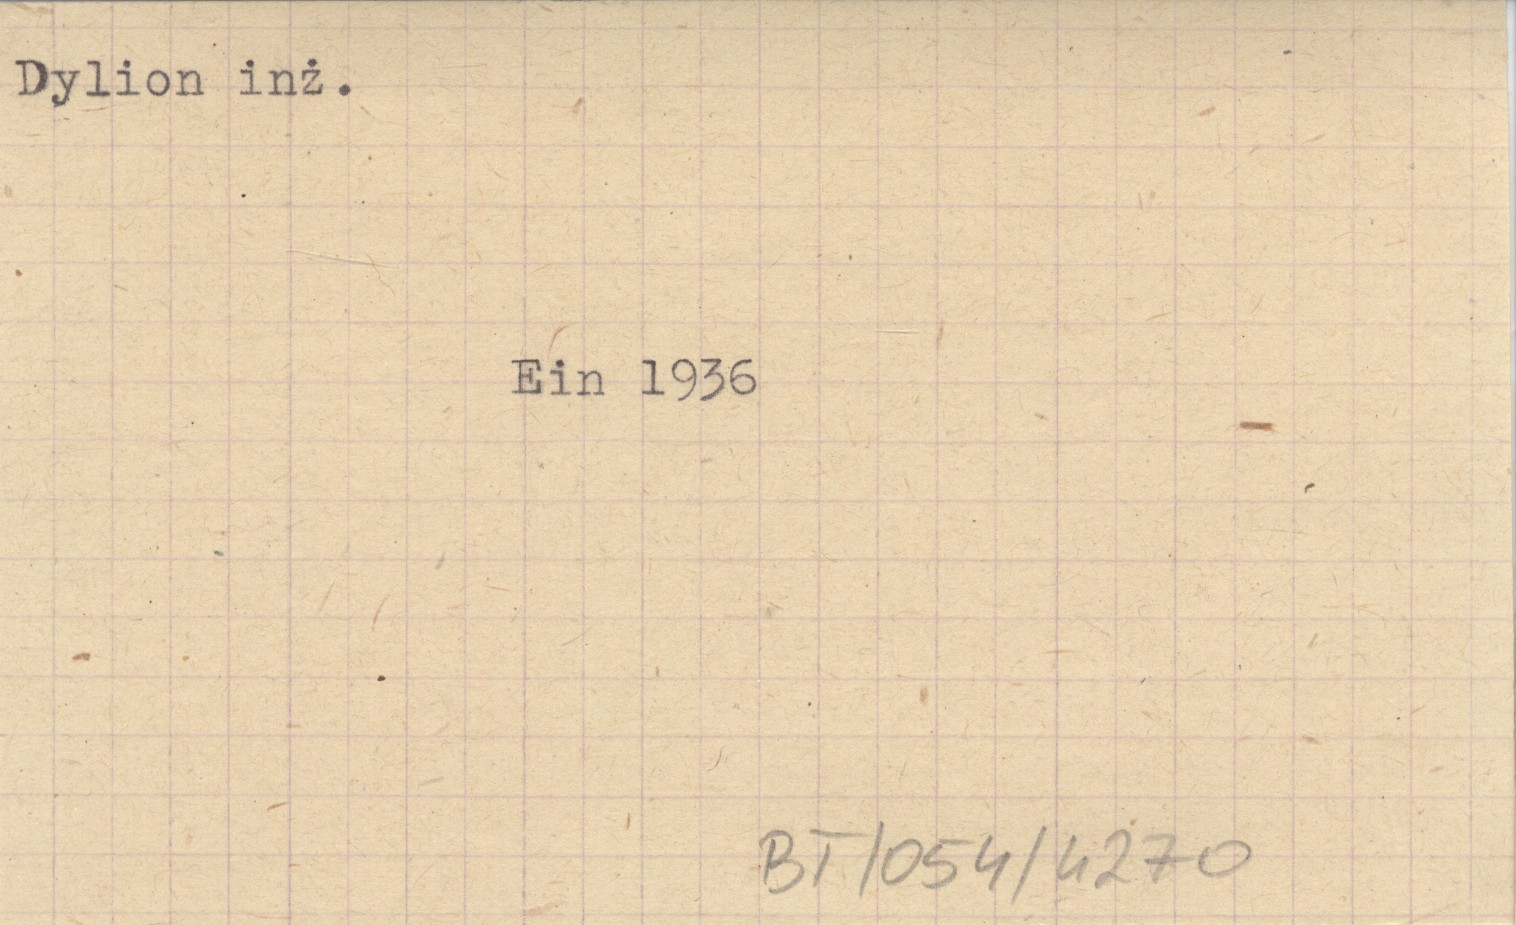 Dylion inż.
Ein 1936
BT/054/4270